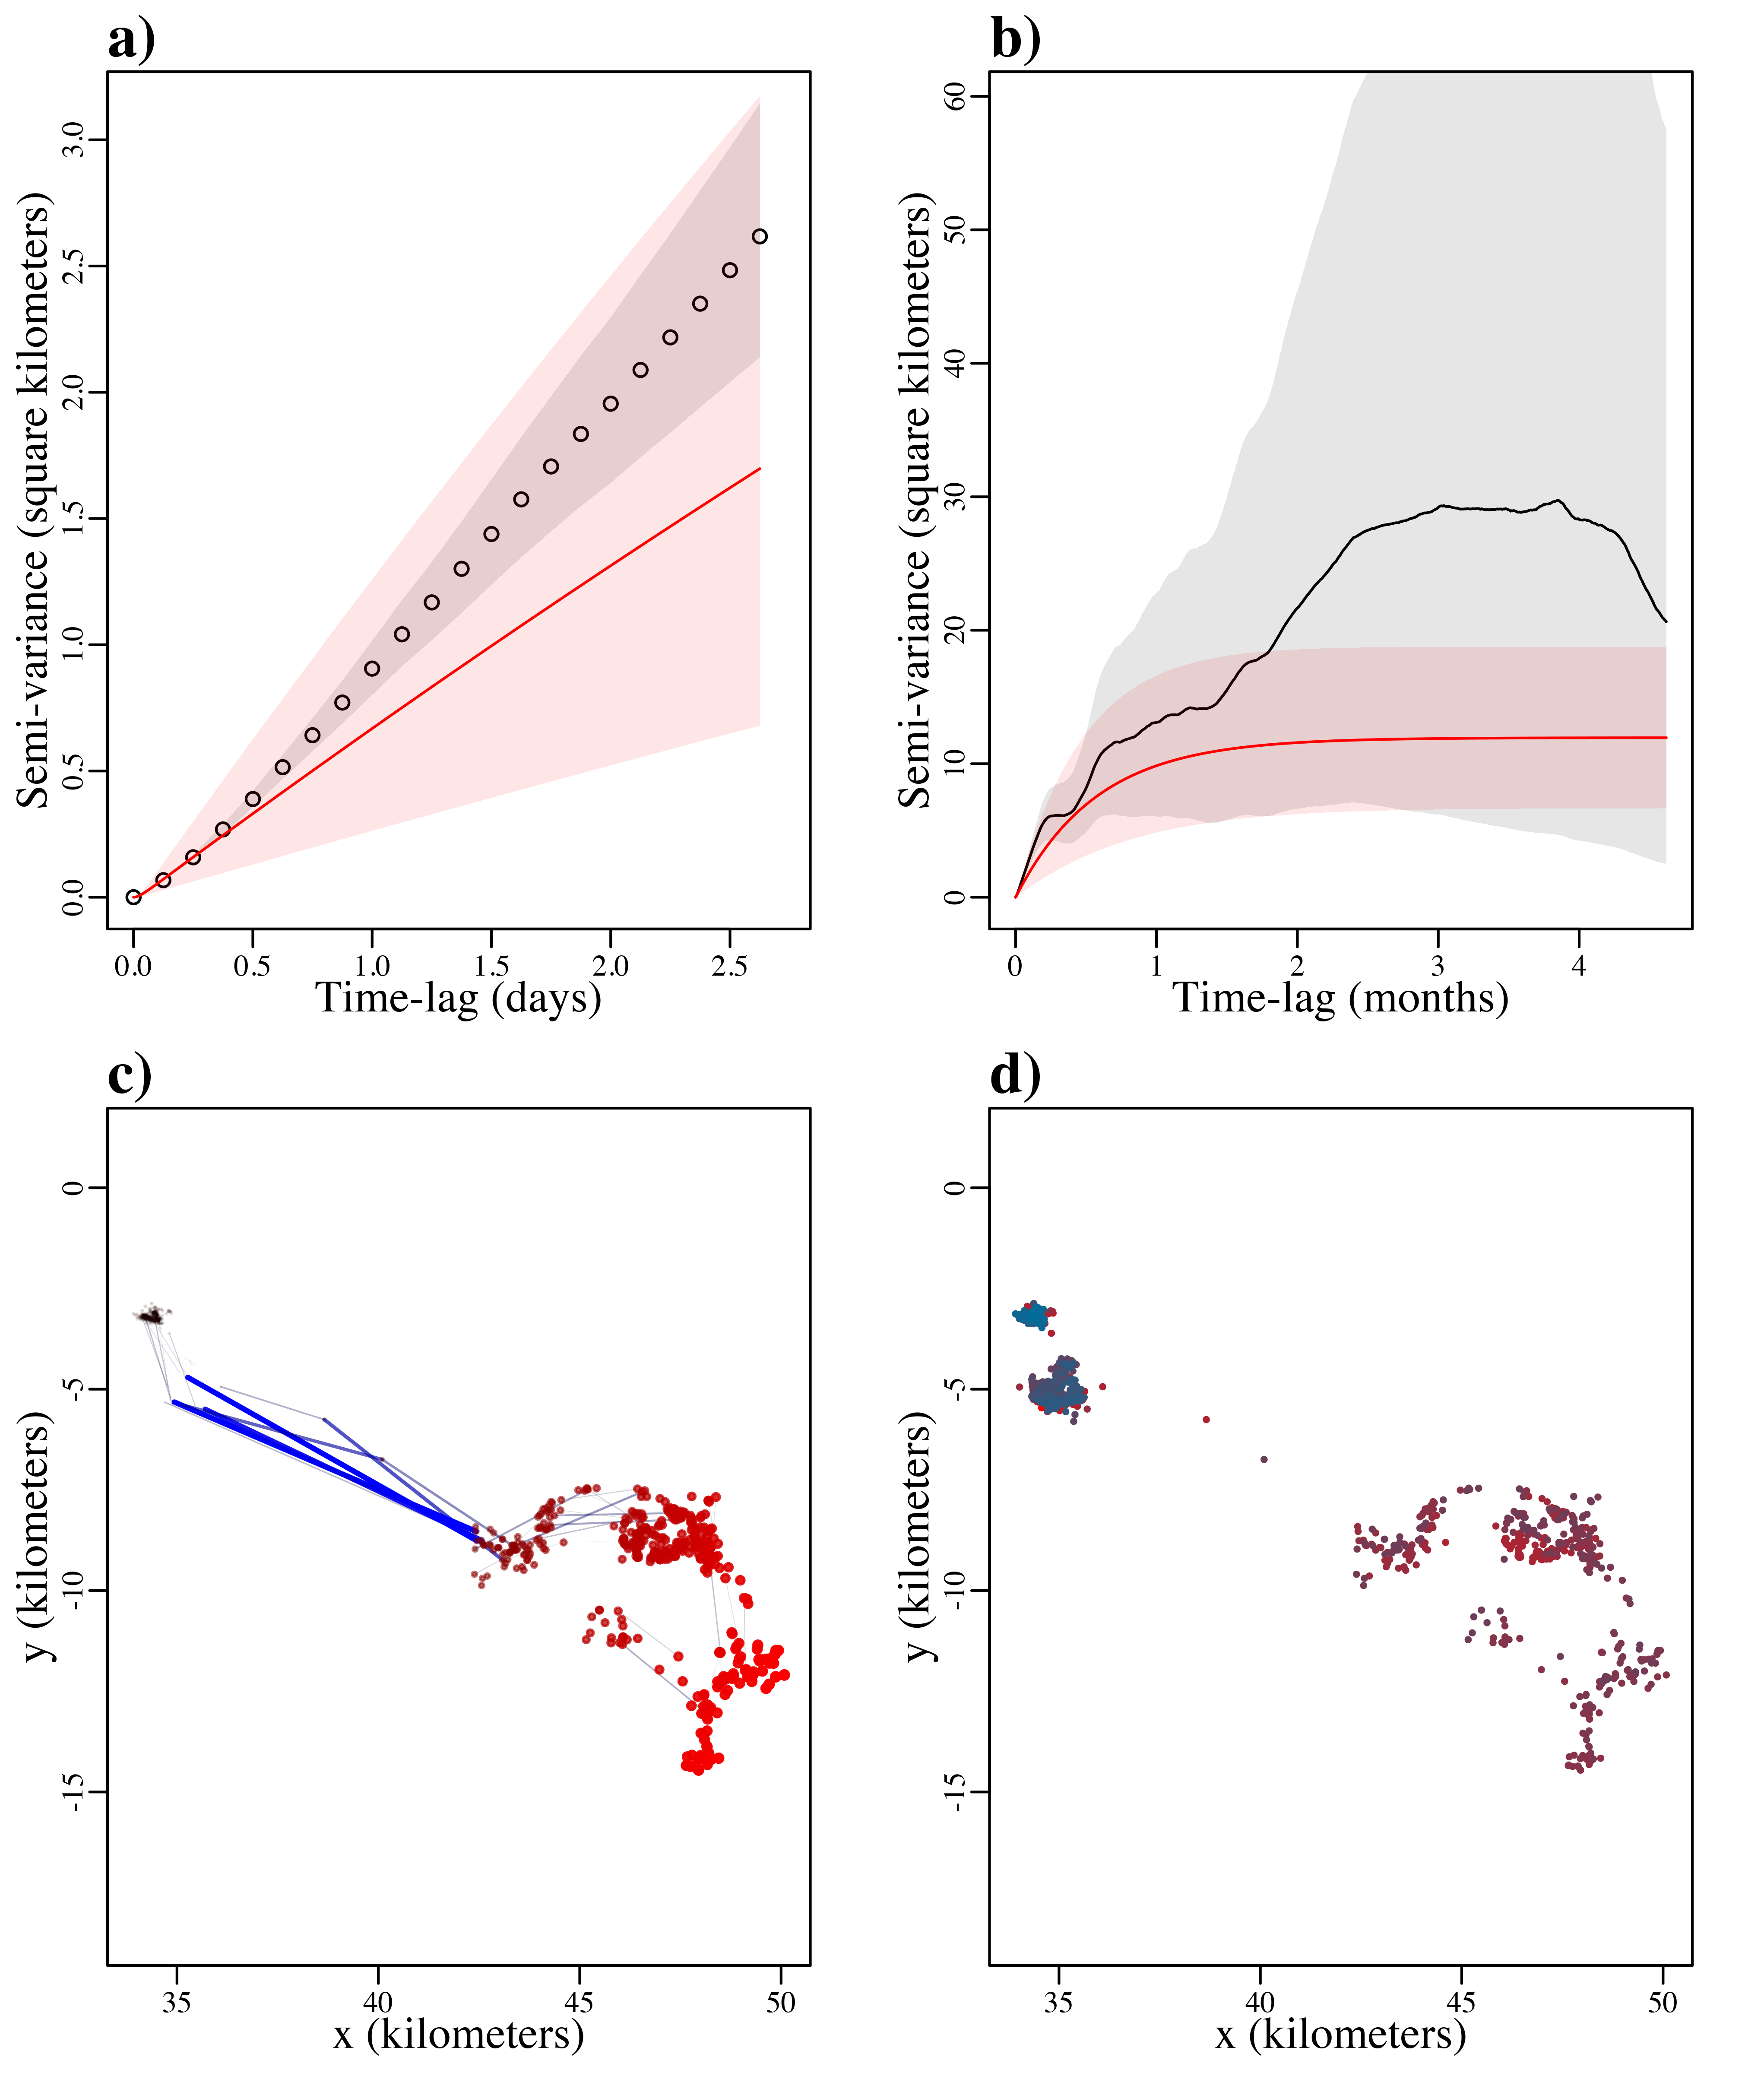 a)
Semi-variance (square kilometers)
3.0
2.5
2.0
1.5
1.0
0.5
0.0
0.0 0.5 1.0 1.5 2.0 2.5
Time-lag (days)
b)
Semi-variance (square kilometers)
60
50
40
30
20
10
0
0 1 2 3 4
Time-lag (months)
c)
y (kilometers)
0
-5
-10
-15
35 40 45 50
x (kilometers)
d)
y (kilometers)
0
-5
-10
-15
35 40 45 50
x (kilometers)